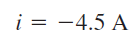 i = −4.5 A